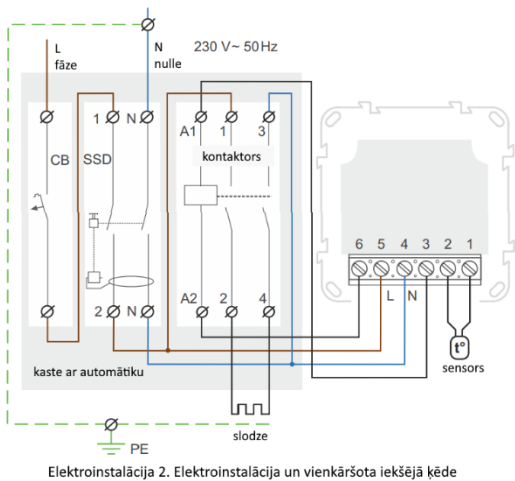 L
fāze
N
nulle
230 V~ 50 Hz
1
N
A1
1
3
CB
SSD
kontaktors
6
5
4
3
2
1
L
N
2
N
A2
2
4
t°
sensors
kaste ar automātiku
slodze
PE
Elektroinstalācija 2. Elektroinstalācija un vienkāršota iekšējā ķēde